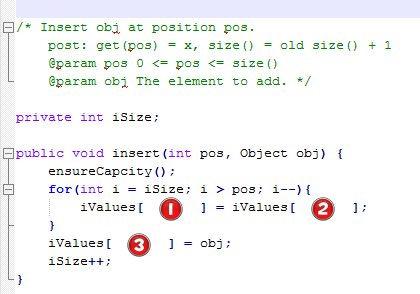 /* Insert obj at position pos.
post: get(pos) = x, size() = old size() + 1
@param pos 0 <= pos <= size()
@param obj The element to add. */
private int iSize;
public void insert(int pos, Object obj) {
ensureCapcity();
for(int i = iSize; i > pos; i--){
iValues[ 1 ] = iValues[ 2 ];
}
iValues[ 3 ] = obj;
iSize++;
}